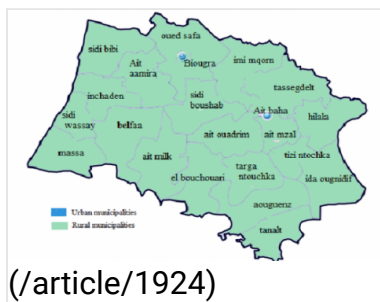 oued safa
sidi bibi
Ait
aamira
Biougra
imi mqorn
tassegdelt
inchaden
sidi
boushab
Ait baha
hilala
sidi
wassay
belfaa
ait ouadrim
ait mzal
massa
ait milk
tizi ntochka
targa
ntouchka
el bouchouari
ida ougnidif
aouguenz
tanalt
Urban municipalities
Rural municipalities
(/article/1924)